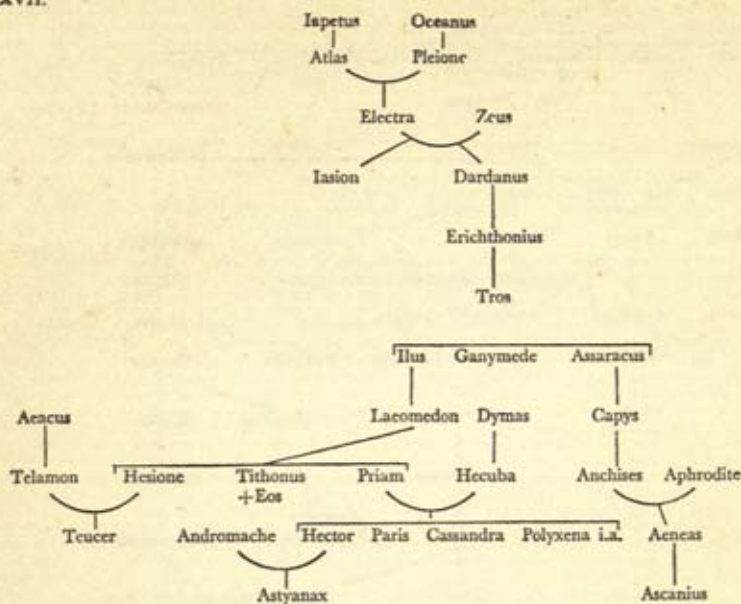 XVII.
Iapetus Oceanus
Atlas Pleione
Electra Zeus
Iasion Dardanus
Erichthonius
Tros
Ilus Ganymede Assaracus
Laomedon Dymas Capys
Aeacus
Telamon Hesione Tithonus Priam Hecuba Anchises Aphrodite
+Eos
Teucer Andromache Hector Paris Cassandra Polyxena i.a. Aeneas
Astyanax Ascanius